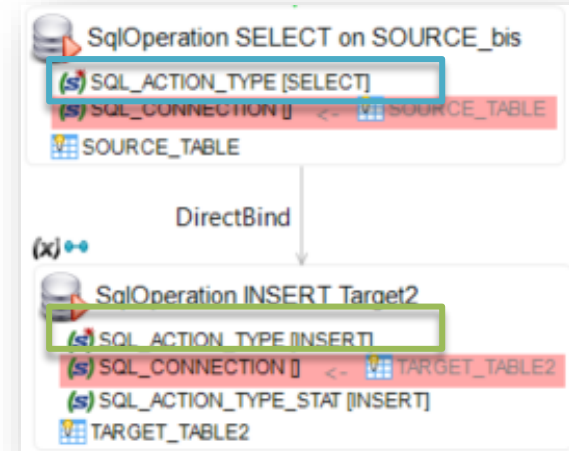 SqlOperation SELECT on SOURCE_bis
(s) SQL_ACTION_TYPE [SELECT]
(s) SQL_CONNECTION [] <- SOURCE_TABLE
SOURCE_TABLE
DirectBind
(x)
SqlOperation INSERT Target2
(s) SQL_ACTION_TYPE [INSERT]
(s) SQL_CONNECTION [] <- TARGET_TABLE2
(s) SQL_ACTION_TYPE_STAT [INSERT]
TARGET_TABLE2